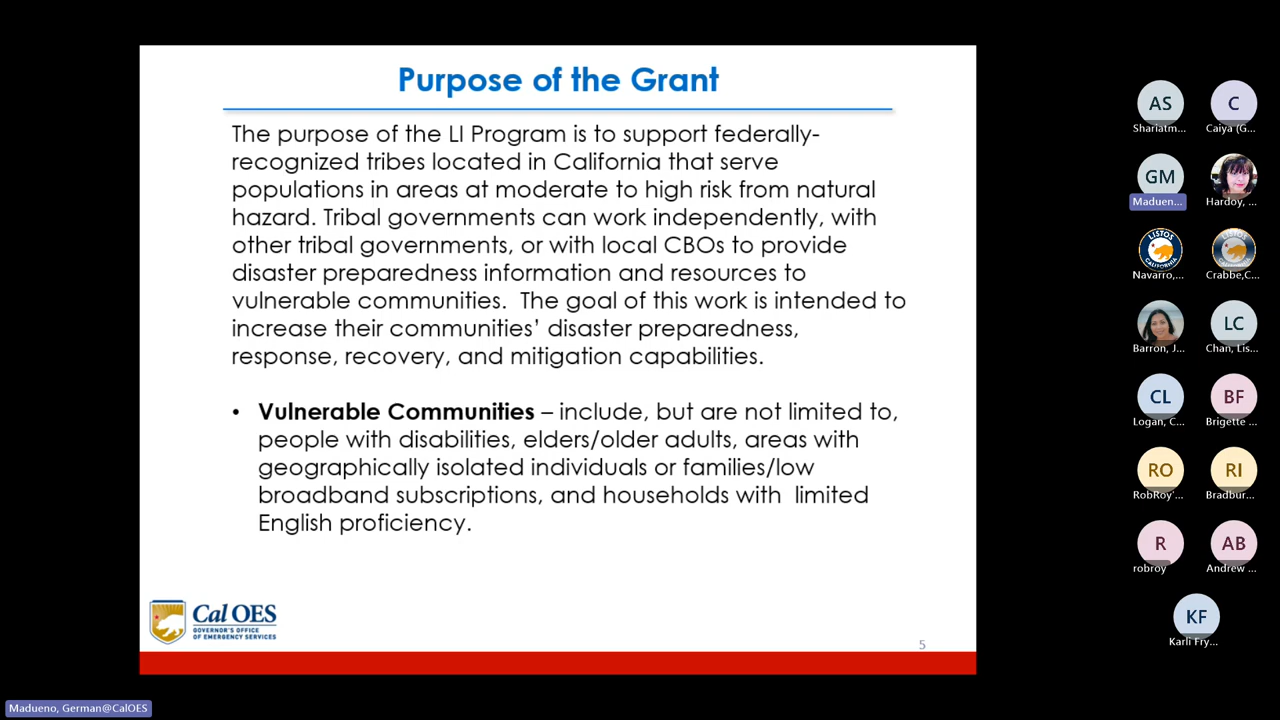 Purpose of the Grant
The purpose of the LI Program is to support federally-
recognized tribes located in California that serve
populations in areas at moderate to high risk from natural
hazard. Tribal governments can work independently, with
other tribal governments, or with local CBOs to provide
disaster preparedness information and resources to
vulnerable communities.  The goal of this work is intended to
increase their communities’ disaster preparedness,
response, recovery, and mitigation capabilities.
• Vulnerable Communities – include, but are not limited to,
people with disabilities, elders/older adults, areas with
geographically isolated individuals or families/low
broadband subscriptions, and households with  limited
English proficiency.
Cal OES
GOVERNOR'S OFFICE
OF EMERGENCY SERVICES
5
AS
Shariatm...
C
Caiya (G...
GM
Maduen...
Hardoy, ...
LISTOS
CALIFORNIA
Navarro,...
LISTOS
CALIFORNIA
Crabbe,C...
Barron, J...
LC
Chan, Lis...
CL
Logan, C...
BF
Brigette ...
RO
RobRoy'...
RI
Bradbur...
R
robroy
AB
Andrew ...
KF
Karli Fry...
Madueno, German@CalOES